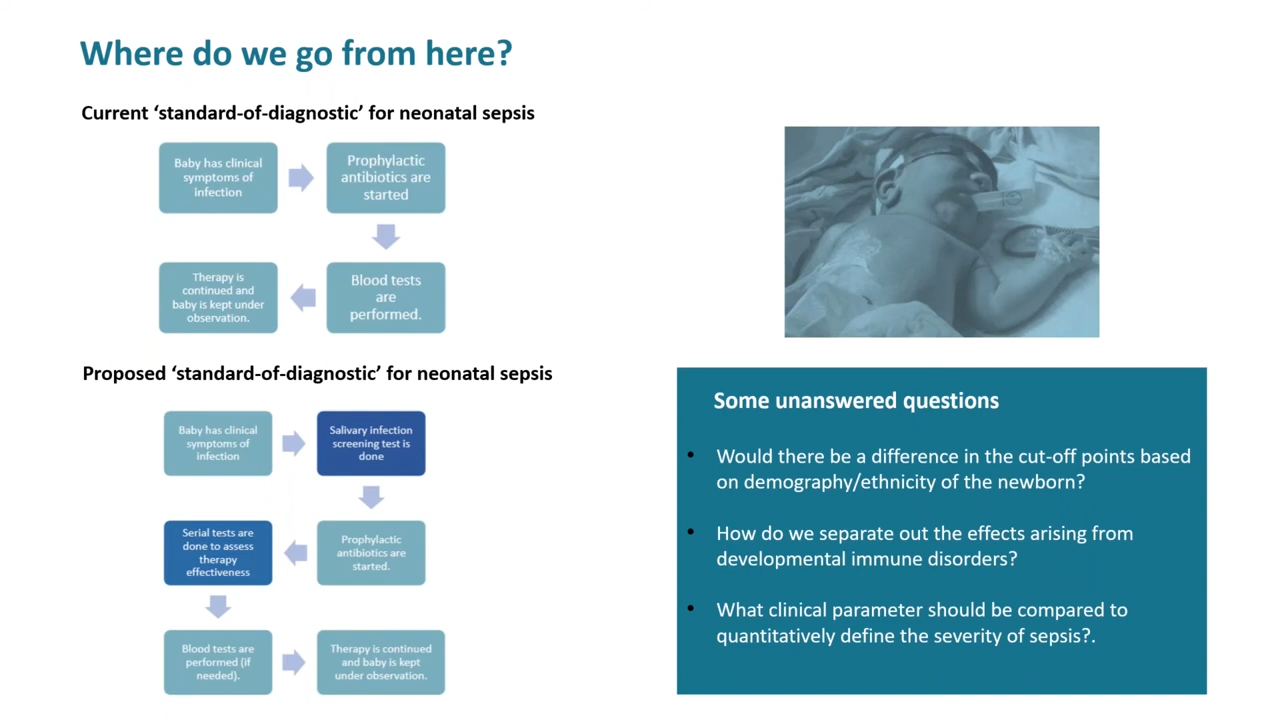 Where do we go from here?
Current ‘standard-of-diagnostic’ for neonatal sepsis
Baby has clinical
symptoms of
infection
Prophylactic
antibiotics are
started
Blood tests
are
performed.
Therapy is
continued and
baby is kept under
observation.
Proposed ‘standard-of-diagnostic’ for neonatal sepsis
Baby has clinical
symptoms of
infection
Salivary infection
screening test is
done
Prophylactic
antibiotics are
started.
Serial tests are
done to assess
therapy
effectiveness
Blood tests are
performed (if
needed).
Therapy is continued
and baby is kept
under observation.
Some unanswered questions
• Would there be a difference in the cut-off points based
on demography/ethnicity of the newborn?
• How do we separate out the effects arising from
developmental immune disorders?
• What clinical parameter should be compared to
quantitatively define the severity of sepsis?.